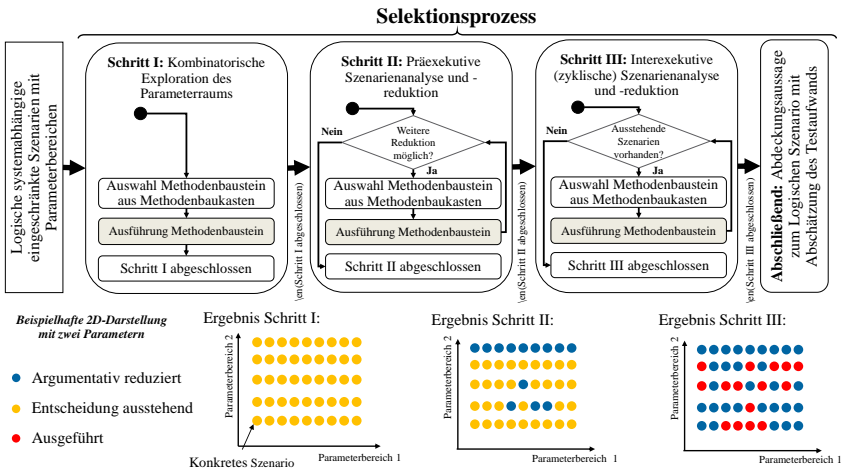 Selektionsprozess
Logische systemabhängige
eingeschränkte Szenarien mit
Parameterbereichen
Schritt I: Kombinatorische
Exploration des
Parameterraums
Auswahl Methodenbaustein
aus Methodenbaukasten
Ausführung Methodenbaustein
Schritt I abgeschlossen
\en(Schritt I abgeschlossen)
Schritt II: Präexekutive
Szenarienanalyse und -
reduktion
Nein
Weitere
Reduktion
möglich?
Ja
Auswahl Methodenbaustein
aus Methodenbaukasten
Ausführung Methodenbaustein
Schritt II abgeschlossen
\en(Schritt II abgeschlossen)
Schritt III: Interexekutive
(zyklische) Szenarienanalyse
und -reduktion
Nein
Ausstehende
Szenarien
vorhanden?
Ja
Auswahl Methodenbaustein
aus Methodenbaukasten
Ausführung Methodenbaustein
Schritt III abgeschlossen
\en(Schritt III abgeschlossen)
Abschließend: Abdeckungsaussage
zum Logischen Szenario mit
Abschätzung des Testaufwands
Beispielhafte 2D-Darstellung
mit zwei Parametern
Argumentativ reduziert
Entscheidung ausstehend
Ausgeführt
Ergebnis Schritt I:
Parameterbereich 2
Parameterbereich 1
Konkretes Szenario
Ergebnis Schritt II:
Parameterbereich 2
Parameterbereich 1
Ergebnis Schritt III:
Parameterbereich 2
Parameterbereich 1